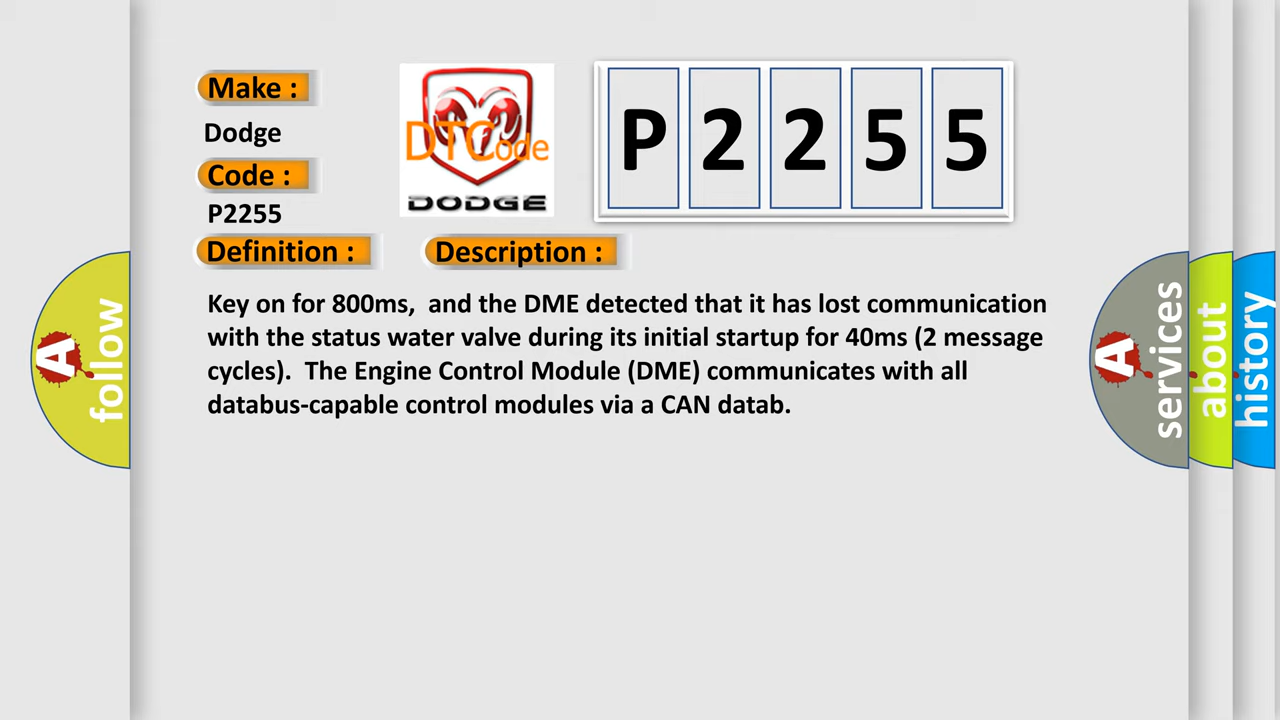 Make :
Dodge
Code :
P2255
Definition :
Description :
Key on for 800ms,  and the DME detected that it has lost communication
with the status water valve during its initial startup for 40ms (2 message
cycles).  The Engine Control Module (DME) communicates with all
databus-capable control modules via a CAN datab.
DTCode
DODGE
P 2 2 5 5
A
follow
A
services
about
history